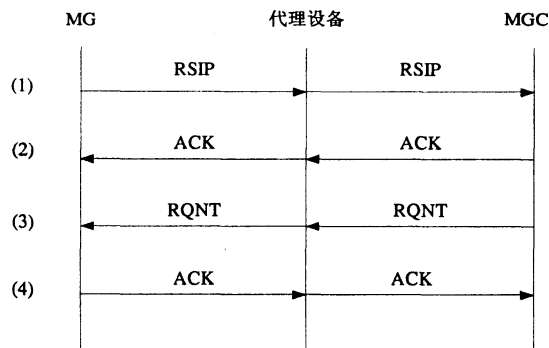 MG 代理设备 MGC
(1) RSIP RSIP
(2) ACK ACK
(3) RQNT RQNT
(4) ACK ACK